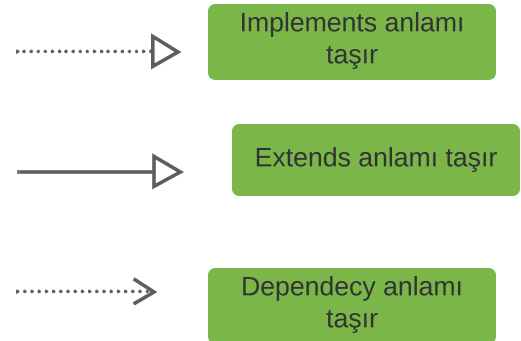 Implements anlamı
taşır
Extends anlamı taşır
Dependecy anlamı
taşır